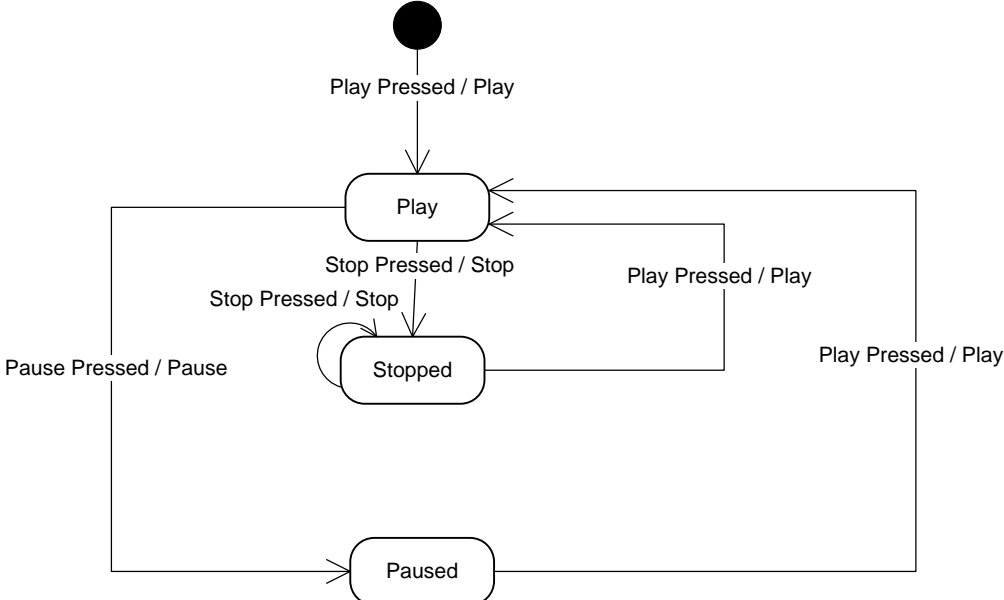 Play Pressed / Play
Play
Stop Pressed / Stop
Play Pressed / Play
Stop Pressed / Stop
Play Pressed / Play
Pause Pressed / Pause
Stopped
Paused